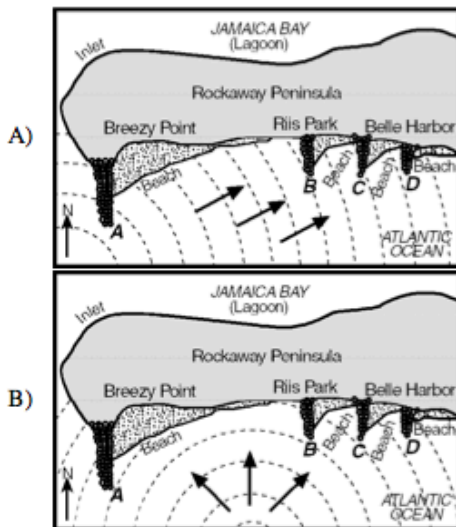 A)
JAMAICA BAY
(Lagoon)
Inlet
Rockaway Peninsula
Breezy Point
Riis Park
Belle Harbor
Beach
Beach
Beach
Beach
A
B
C
D
N
ATLANTIC
OCEAN
B)
JAMAICA BAY
(Lagoon)
Inlet
Rockaway Peninsula
Breezy Point
Riis Park
Belle Harbor
Beach
Beach
Beach
Beach
A
B
C
D
N
ATLANTIC
OCEAN